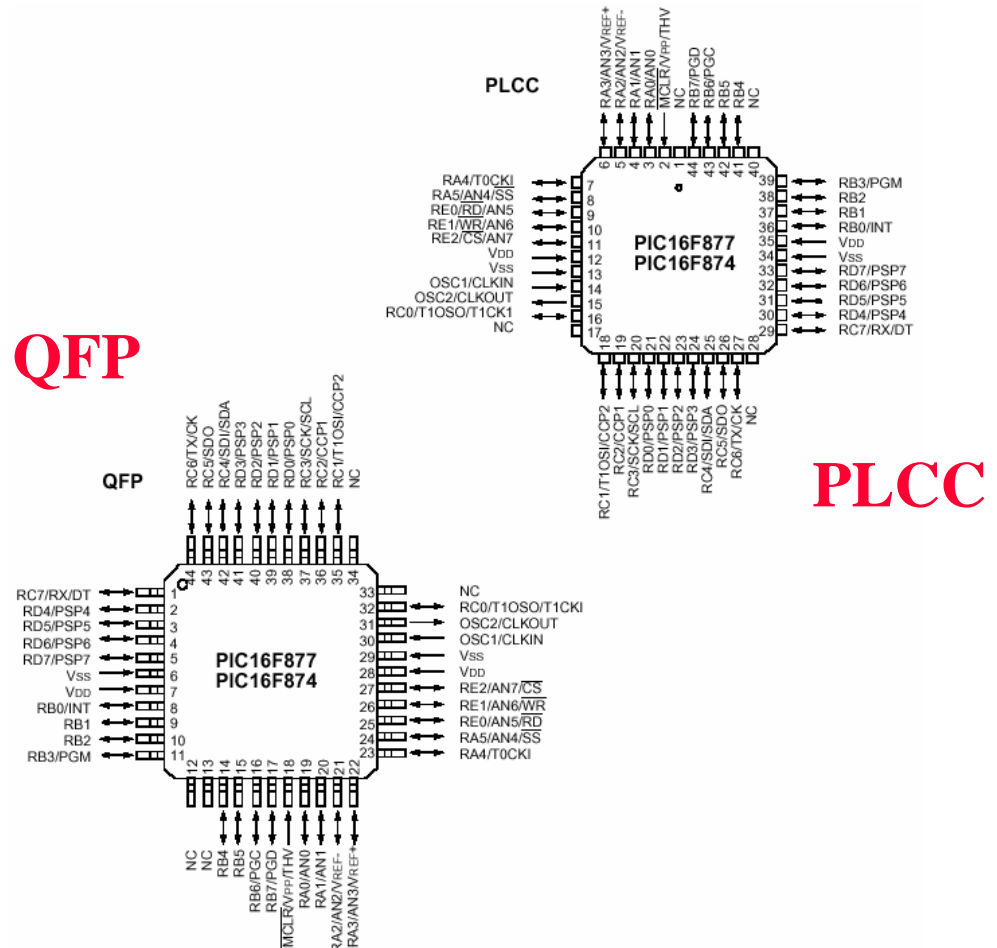 PLCC
RA3/AN3/VREF+
RA2/AN2/VREF-
RA1/AN1
RA0/AN0
MCLR/VPP/THV
NC
RB7/PGD
RB6/PGC
RB5
RB4
NC
6 5 4 3 2 1 44 43 42 41 40
RA4/T0CKI 7
RA5/AN4/SS 8
RE0/RD/AN5 9
RE1/WR/AN6 10
RE2/CS/AN7 11
VDD 12
VSS 13
OSC1/CLKIN 14
OSC2/CLKOUT 15
RC0/T1OSO/T1CK1 16
NC 17
PIC16F877
PIC16F874
39 RB3/PGM
38 RB2
37 RB1
36 RB0/INT
35 VDD
34 VSS
33 RD7/PSP7
32 RD6/PSP6
31 RD5/PSP5
30 RD4/PSP4
29 RC7/RX/DT
18 19 20 21 22 23 24 25 26 27 28
RC1/T1OSI/CCP2
RC2/CCP1
RC3/SCK/SCL
RD0/PSP0
RD1/PSP1
RD2/PSP2
RD3/PSP3
RC4/SDI/SDA
RC5/SDO
RC6/TX/CK
NC
QFP
PLCC
QFP
RC6/TX/CK
RC5/SDO
RC4/SDI/SDA
RD3/PSP3
RD2/PSP2
RD1/PSP1
RD0/PSP0
RC3/SCK/SCL
RC2/CCP1
RC1/T1OSI/CCP2
NC
44 43 42 41 40 39 38 37 36 35 34
RC7/RX/DT 1
RD4/PSP4 2
RD5/PSP5 3
RD6/PSP6 4
RD7/PSP7 5
VSS 6
VDD 7
RB0/INT 8
RB1 9
RB2 10
RB3/PGM 11
PIC16F877
PIC16F874
33 NC
32 RC0/T1OSO/T1CKI
31 OSC2/CLKOUT
30 OSC1/CLKIN
29 VSS
28 VDD
27 RE2/AN7/CS
26 RE1/AN6/WR
25 RE0/AN5/RD
24 RA5/AN4/SS
23 RA4/T0CKI
12 13 14 15 16 17 18 19 20 21 22
NC
NC
RB4
RB5
RB6/PGC
RB7/PGD
MCLR/VPP/THV
RA0/AN0
RA1/AN1
RA2/AN2/VREF-
RA3/AN3/VREF+